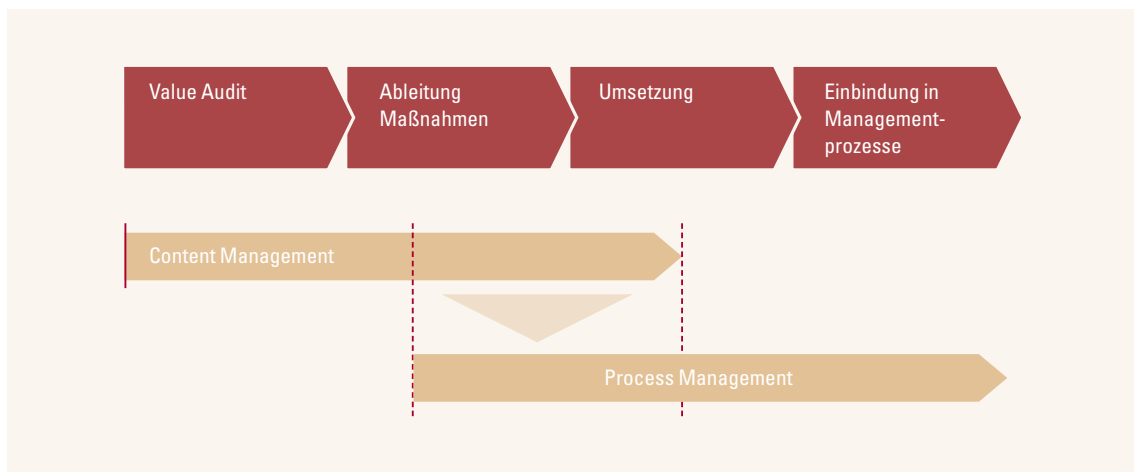 Value Audit
Ableitung
Maßnahmen
Umsetzung
Einbindung in
Management-
prozesse
Content Management
Process Management